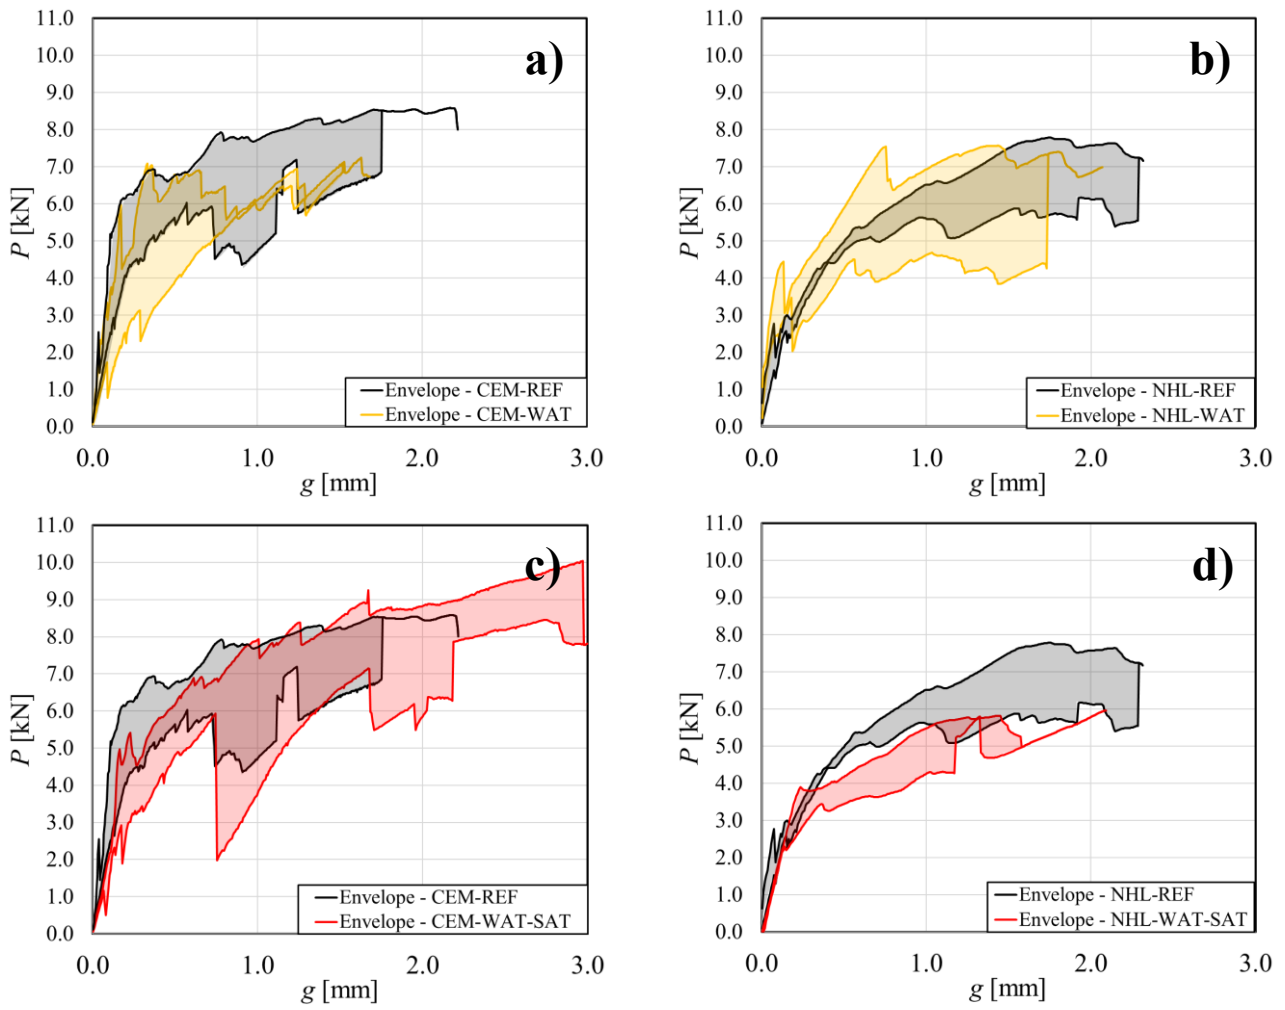 a)
11.0
10.0
9.0
8.0
7.0
6.0
5.0
4.0
3.0
2.0
1.0
0.0
P [kN]
Envelope - CEM-REF
Envelope - CEM-WAT
0.0 1.0 2.0 3.0
g [mm]
b)
11.0
10.0
9.0
8.0
7.0
6.0
5.0
4.0
3.0
2.0
1.0
0.0
P [kN]
Envelope - NHL-REF
Envelope - NHL-WAT
0.0 1.0 2.0 3.0
g [mm]
c)
11.0
10.0
9.0
8.0
7.0
6.0
5.0
4.0
3.0
2.0
1.0
0.0
P [kN]
Envelope - CEM-REF
Envelope - CEM-WAT-SAT
0.0 1.0 2.0 3.0
g [mm]
d)
11.0
10.0
9.0
8.0
7.0
6.0
5.0
4.0
3.0
2.0
1.0
0.0
P [kN]
Envelope - NHL-REF
Envelope - NHL-WAT-SAT
0.0 1.0 2.0 3.0
g [mm]